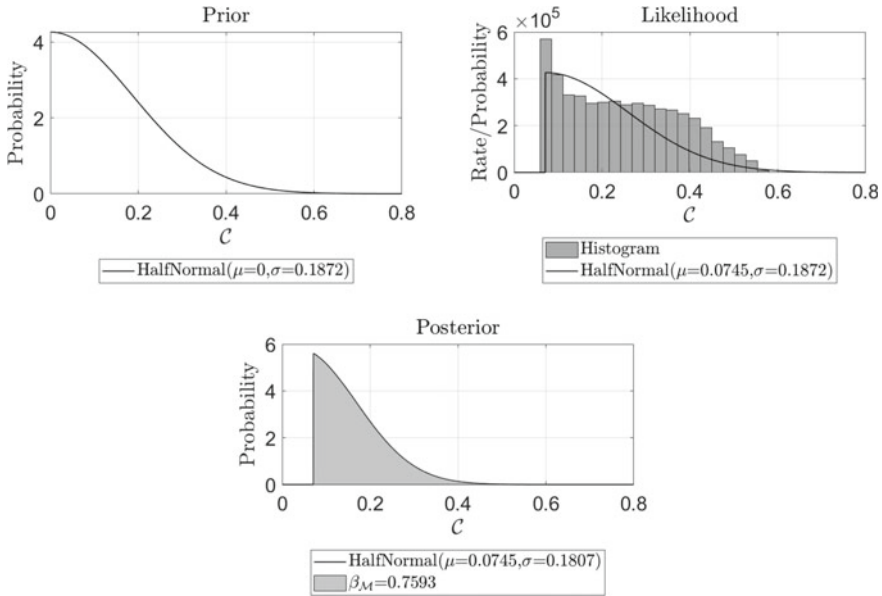 Prior
Probability
4
2
0
0 0.2 0.4 0.6 0.8
C
HalfNormal(μ=0,σ=0.1872)
×10⁵
Likelihood
Rate/Probability
6
4
2
0
0 0.2 0.4 0.6 0.8
C
Histogram
HalfNormal(μ=0.0745,σ=0.1872)
Posterior
Probability
6
4
2
0
0 0.2 0.4 0.6 0.8
C
HalfNormal(μ=0.0745,σ=0.1807)
β_M=0.7593